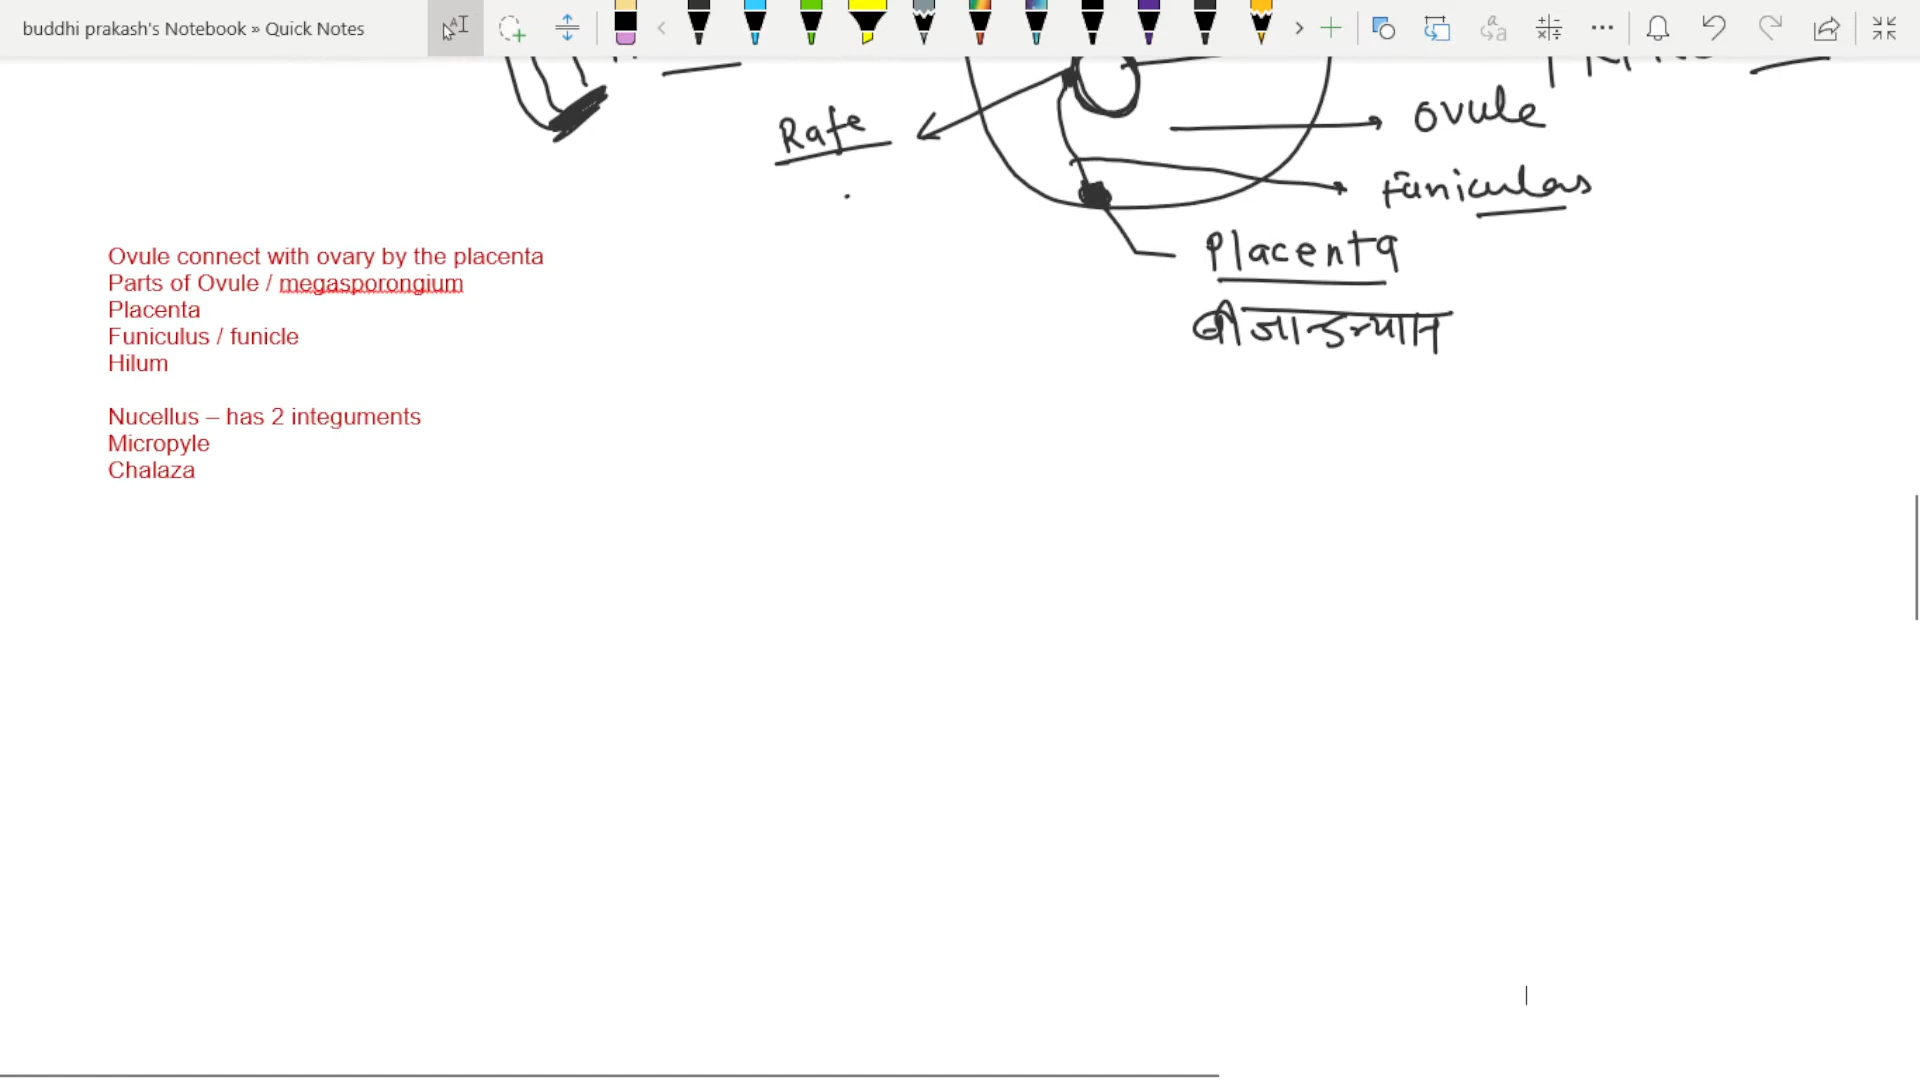 buddhi prakash's Notebook » Quick Notes
Rafe
Ovule
Funiculas
Placenta
बीजाण्डन्यास
Ovule connect with ovary by the placenta
Parts of Ovule / megasporongium
Placenta
Funiculus / funicle
Hilum
Nucellus – has 2 integuments
Micropyle
Chalaza